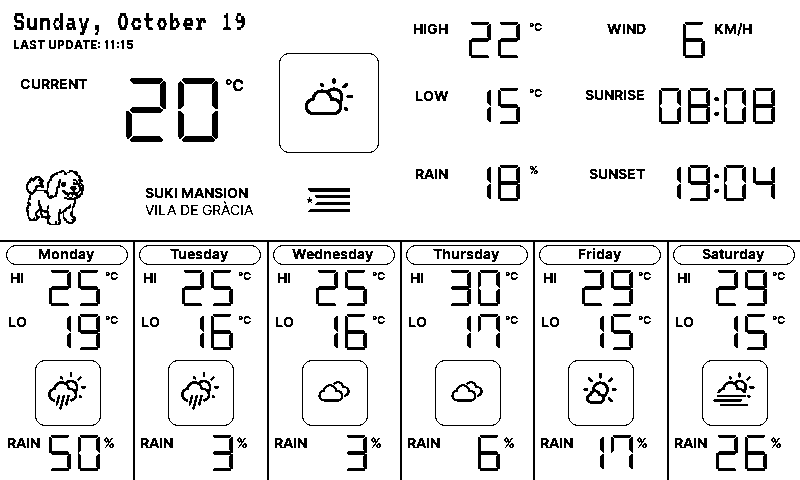 Sunday, October 19
LAST UPDATE: 11:15
CURRENT 20 °C
SUKI MANSION
VILA DE GRÀCIA
HIGH 22 °C
LOW 15 °C
RAIN 18 %
WIND 6 KM/H
SUNRISE 08:08
SUNSET 19:04
Monday
HI 25 °C
LO 19 °C
RAIN 50 %
Tuesday
HI 25 °C
LO 16 °C
RAIN 3 %
Wednesday
HI 25 °C
LO 16 °C
RAIN 3 %
Thursday
HI 30 °C
LO 17 °C
RAIN 6 %
Friday
HI 29 °C
LO 15 °C
RAIN 17 %
Saturday
HI 29 °C
LO 15 °C
RAIN 26 %